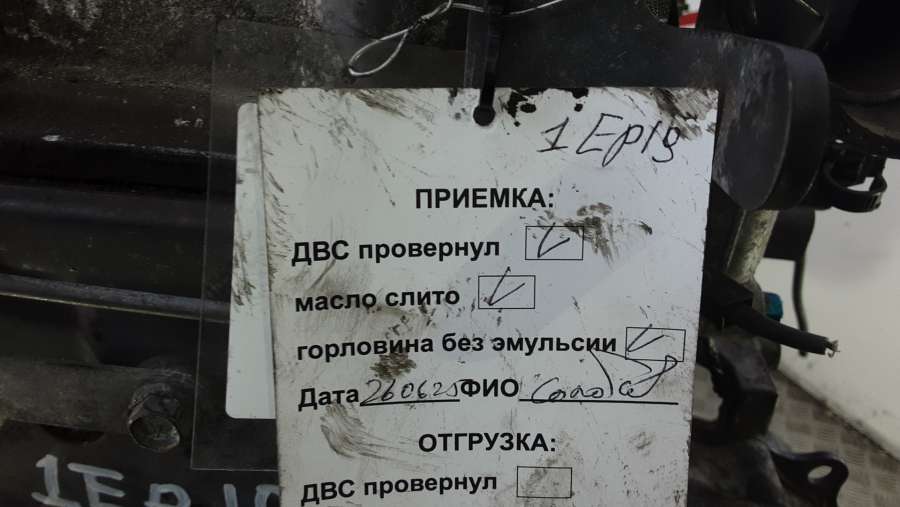 1Ep19
ПРИЕМКА:
ДВС провернул
масло слито
горловина без эмульсии
Дата 260625 ФИО
ОТГРУЗКА:
ДВС провернул